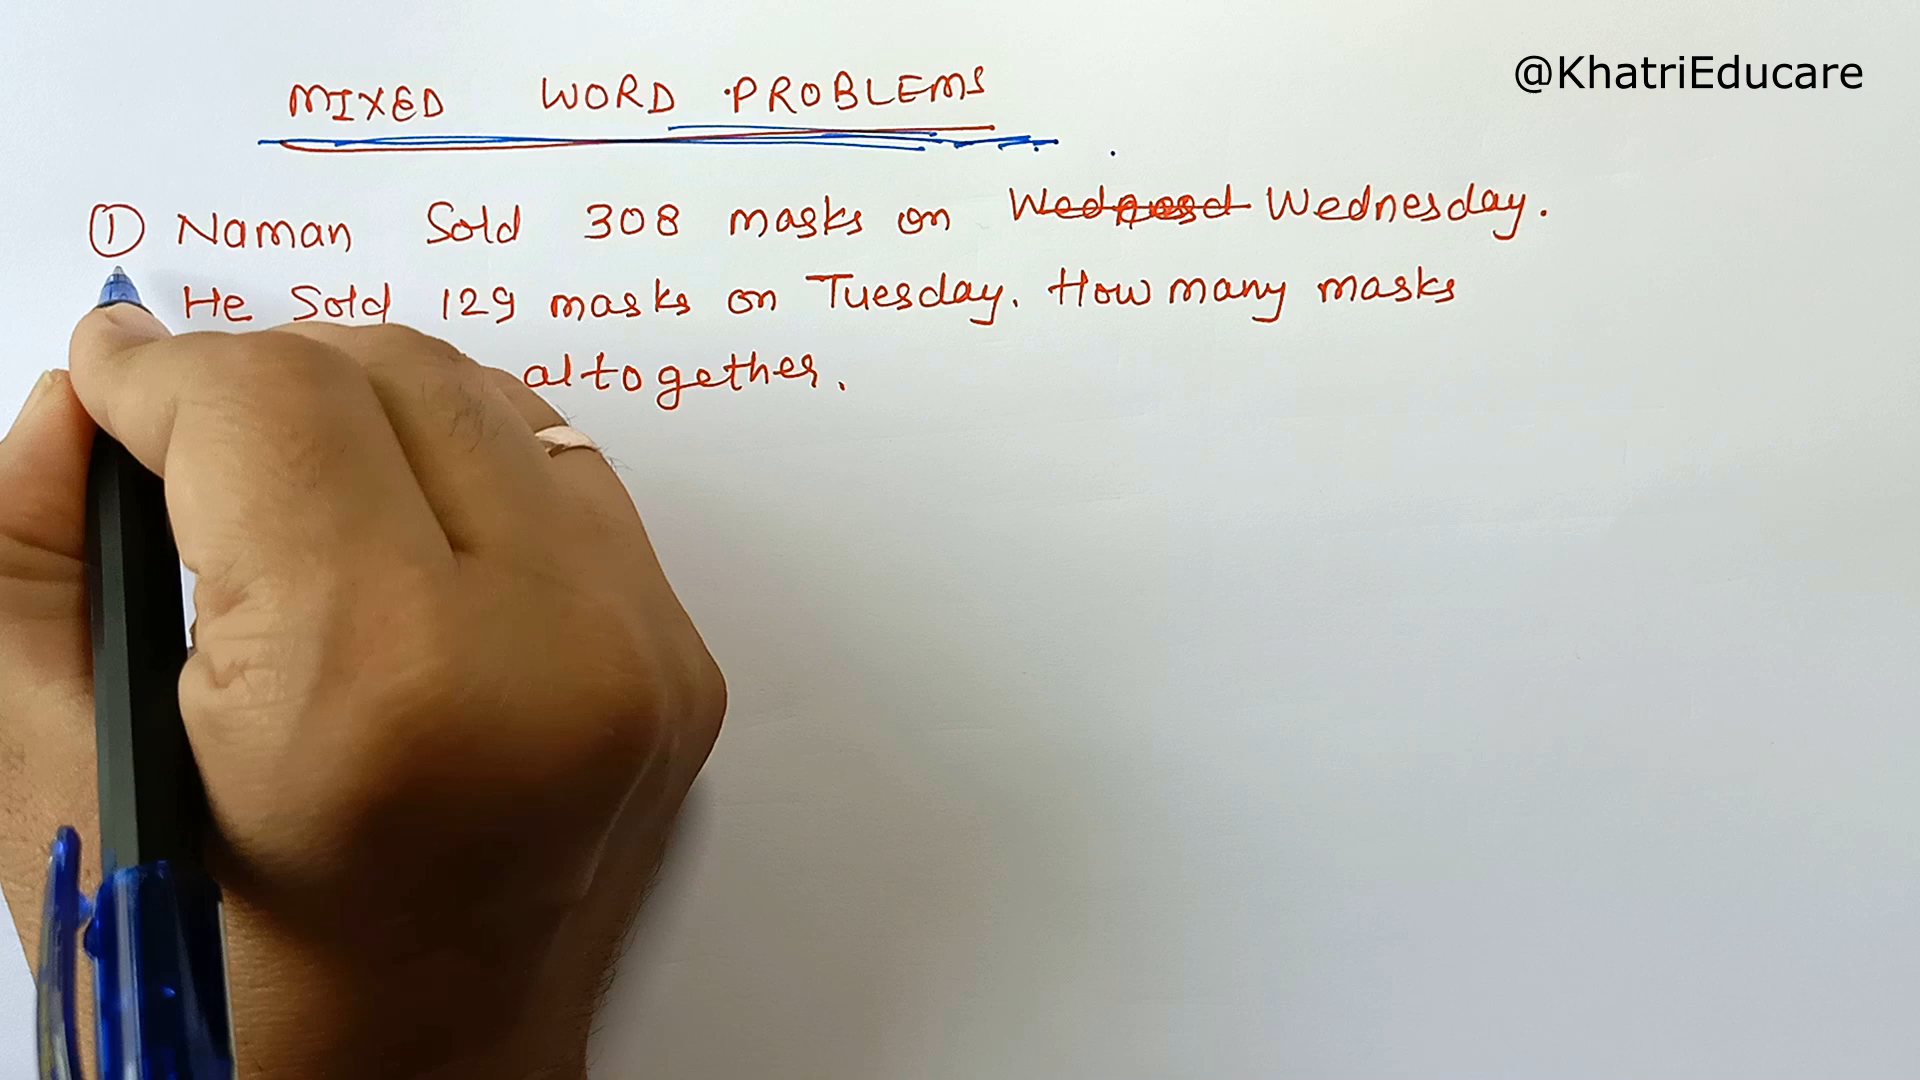 @KhatriEducare
MIXED WORD PROBLEMS
① Naman Sold 308 masks on Wednesday.
He Sold 129 masks on Tuesday. How many masks
altogether.